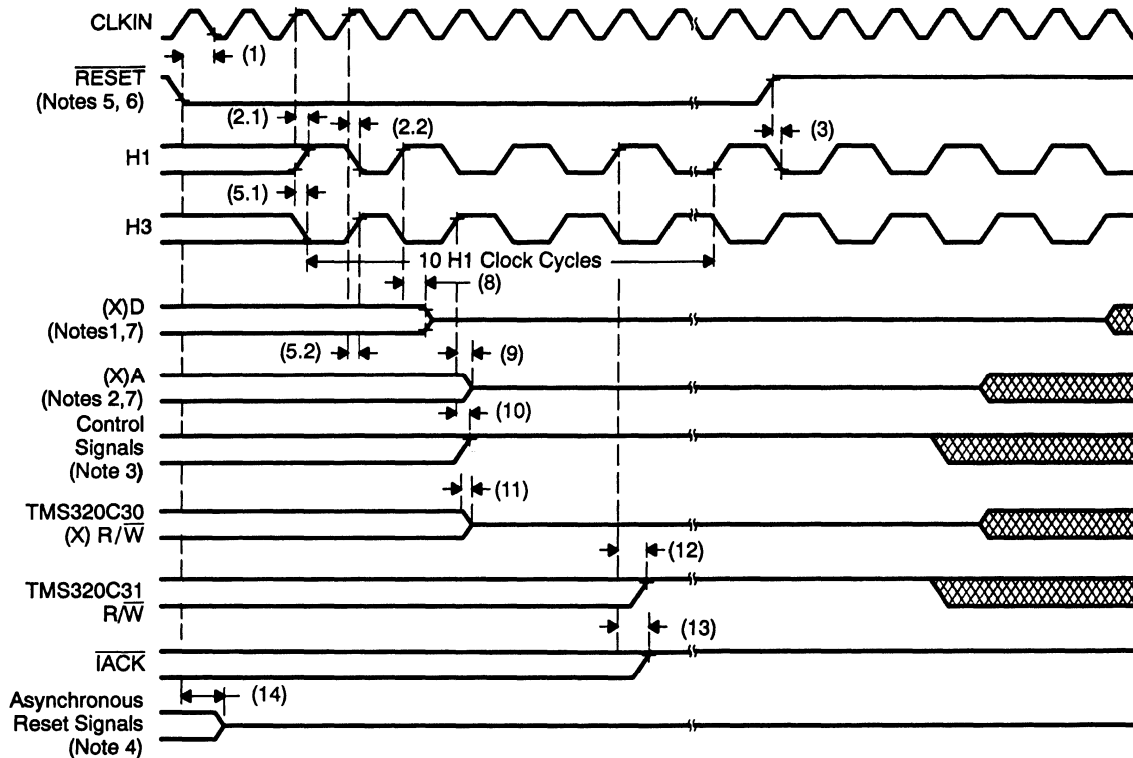 CLKIN
(1)
RESET
(Notes 5, 6)
(2.1)
(2.2)
(3)
H1
(5.1)
H3
10 H1 Clock Cycles
(8)
(X)D
(Notes1,7)
(5.2)
(9)
(X)A
(Notes 2,7)
(10)
Control
Signals
(Note 3)
(11)
TMS320C30
(X) R/W
(12)
TMS320C31
R/W
(13)
IACK
(14)
Asynchronous
Reset Signals
(Note 4)